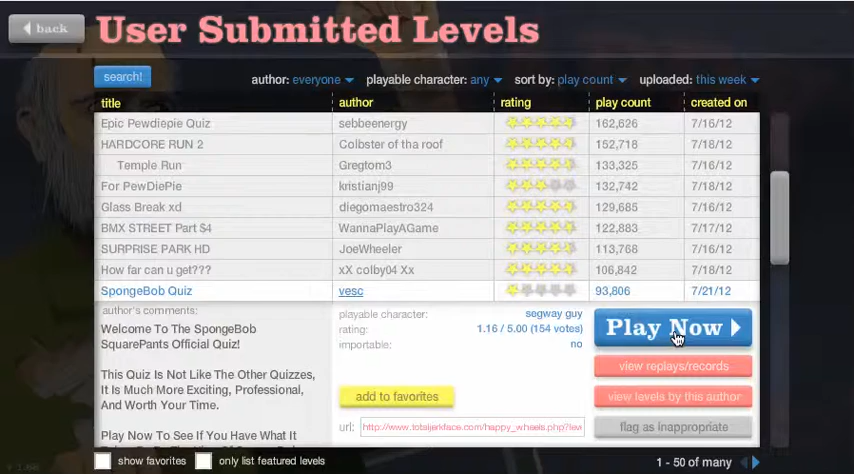 back
User Submitted Levels
search!
author: everyone playable character: any sort by: play count uploaded: this week
title author rating play count created on
Epic Pewdiepie Quiz sebbeenergy 162,626 7/16/12
HARDCORE RUN 2 Colbster of tha roof 152,718 7/18/12
Temple Run Gregtom3 133,325 7/16/12
For PewDiePie kristianj99 132,742 7/18/12
Glass Break xd diegomaestro324 129,685 7/16/12
BMX STREET Part $4 WannaPlayAGame 122,883 7/17/12
SURPRISE PARK HD JoeWheeler 113,768 7/16/12
How far can u get??? xX colby04 Xx 106,842 7/18/12
SpongeBob Quiz vesc 93,806 7/21/12
author's comments:
Welcome To The SpongeBob
SquarePants Official Quiz!
This Quiz Is Not Like The Other Quizzes,
It Is Much More Exciting, Professional,
And Worth Your Time.
Play Now To See If You Have What It
playable character: segway guy
rating: 1.16 / 5.00 (154 votes)
importable: no
add to favorites
url: http://www.totaljerkface.com/happy_wheels.php?lev
Play Now
view replays/records
view levels by this author
flag as inappropriate
show favorites only list featured levels 1 - 50 of many